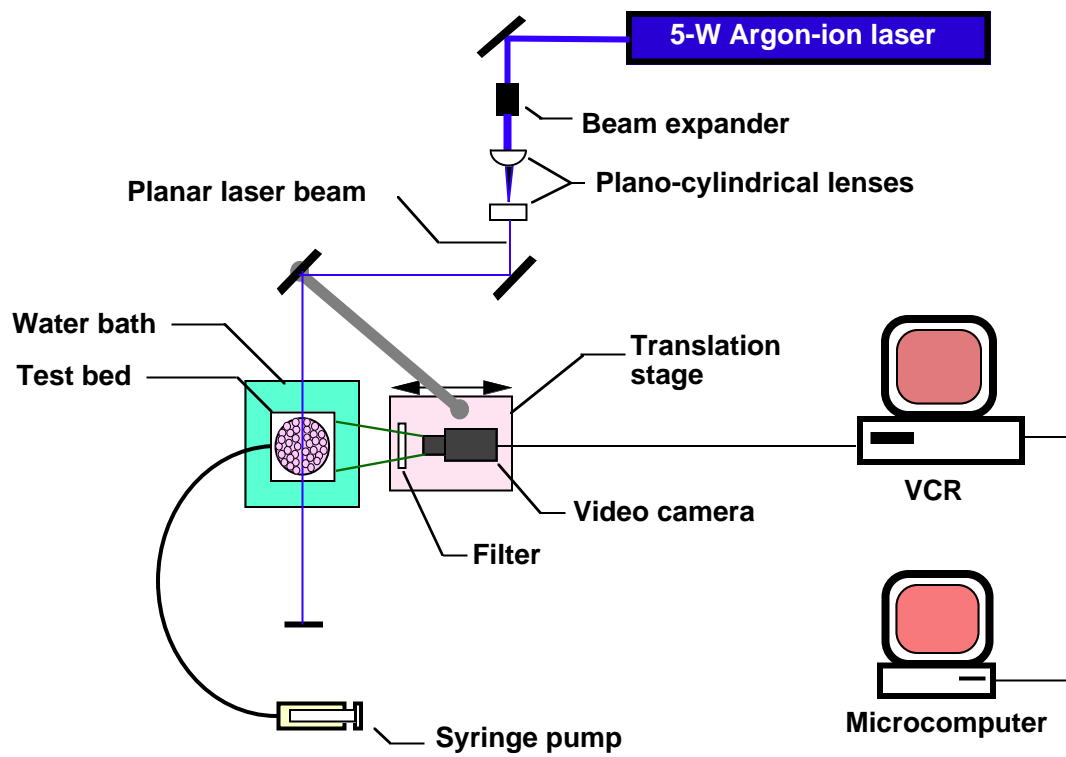 5-W Argon-ion laser
Beam expander
Plano-cylindrical lenses
Planar laser beam
Water bath
Test bed
Translation
stage
VCR
Video camera
Filter
Microcomputer
Syringe pump